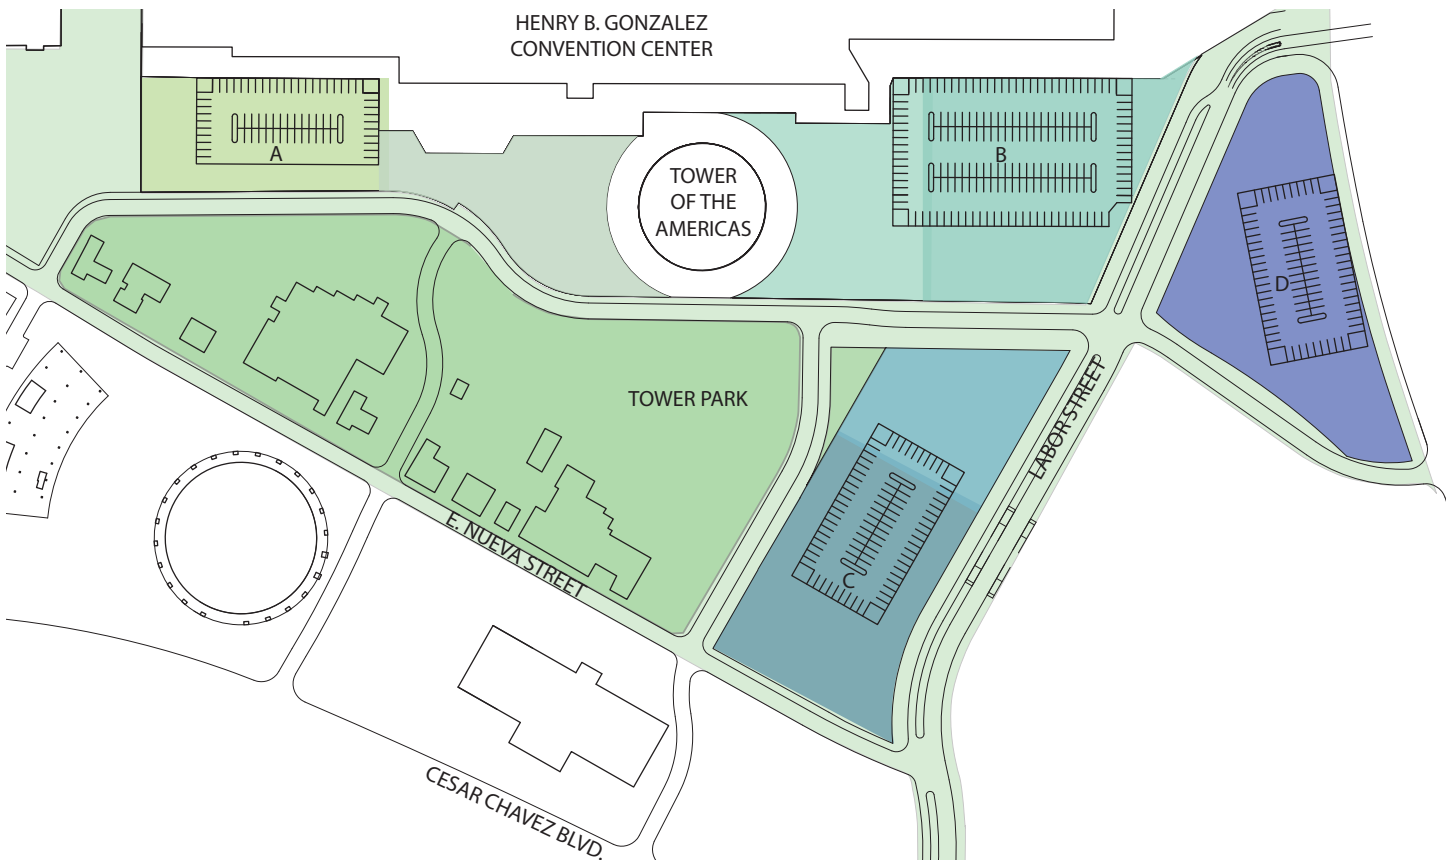 HENRY B. GONZALEZ
CONVENTION CENTER
A
B
TOWER
OF THE
AMERICAS
D
TOWER PARK
LABOR STREET
C
E. NUEVA STREET
CESAR CHAVEZ BLVD.